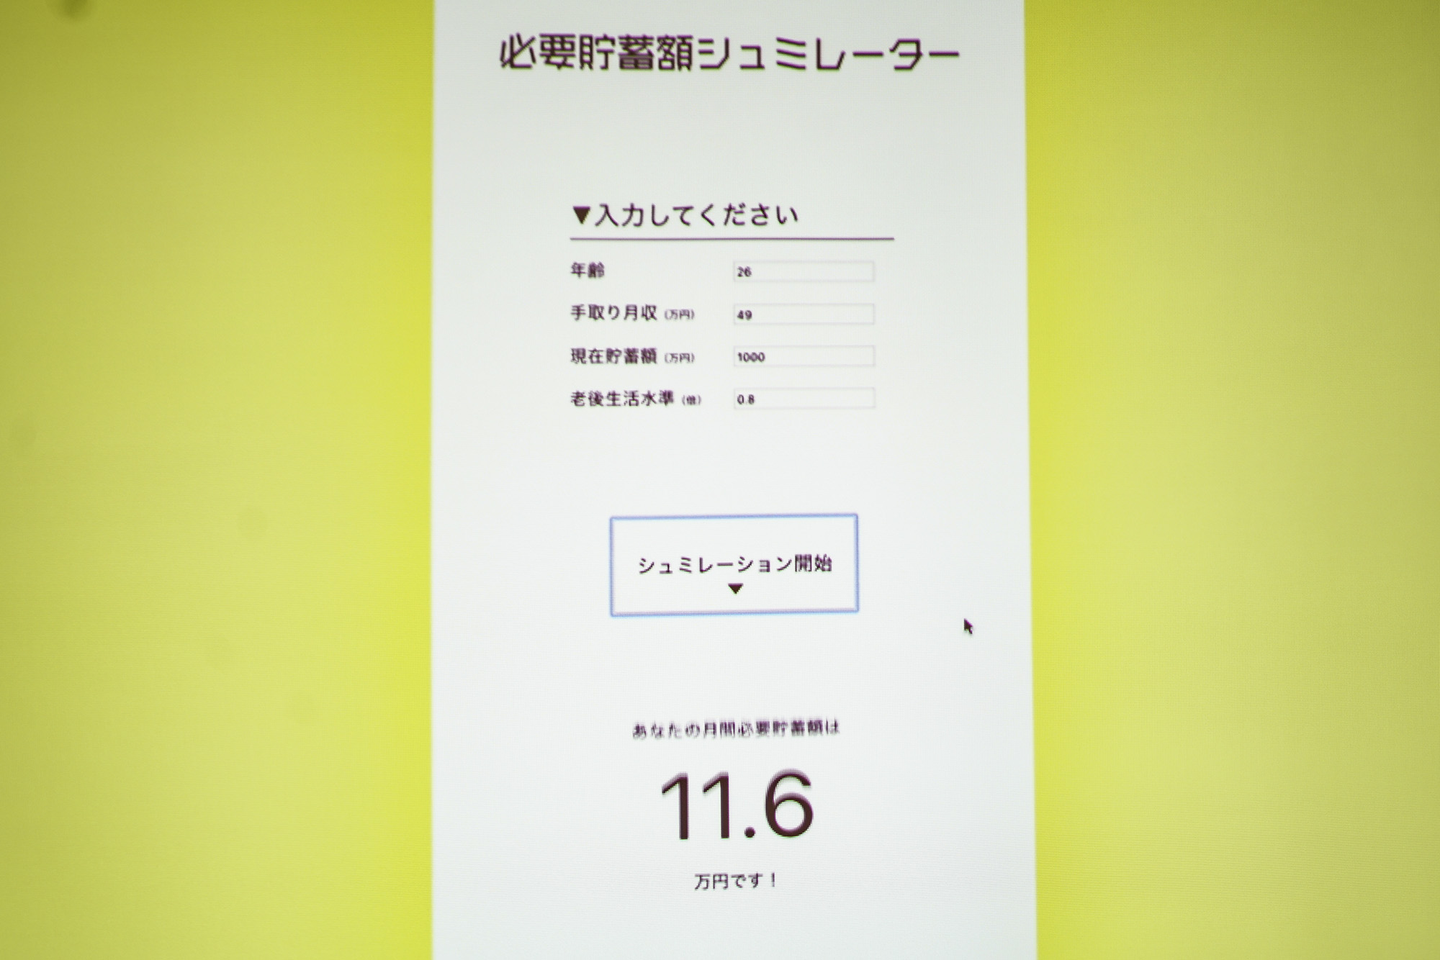 必要貯蓄額シュミレーター
▼入力してください
年齢 26
手取り月収(万円) 49
現在貯蓄額(万円) 1000
老後生活水準(倍) 0.8
シュミレーション開始
▼
あなたの月間必要貯蓄額は
11.6
万円です!